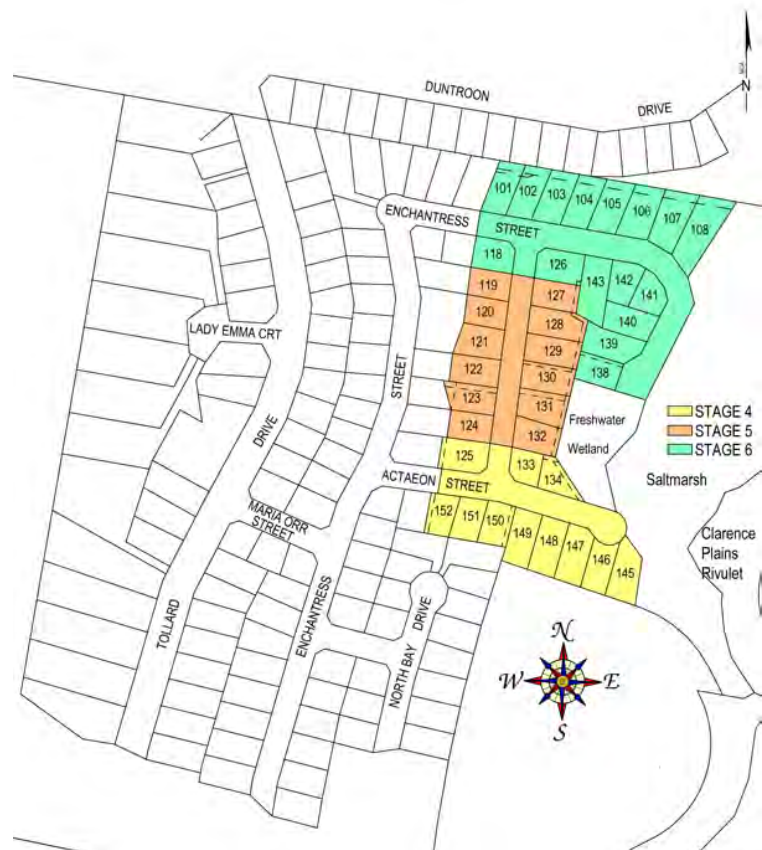 N
DUNTROON
DRIVE
101
102
103
104
105
106
107
108
ENCHANTRESS
STREET
118
126
143
142
141
140
139
138
119
127
120
128
121
129
122
130
123
131
124
132
LADY EMMA CRT
STREET
DRIVE
Freshwater
Wetland
STAGE 4
STAGE 5
STAGE 6
Saltmarsh
125
133
134
ACTAEON
STREET
152
151
150
149
148
147
146
145
MARIA ORR
STREET
Clarence
Plains
Rivulet
TOLLARD
ENCHANTRESS
NORTH BAY
DRIVE
N
W
E
S